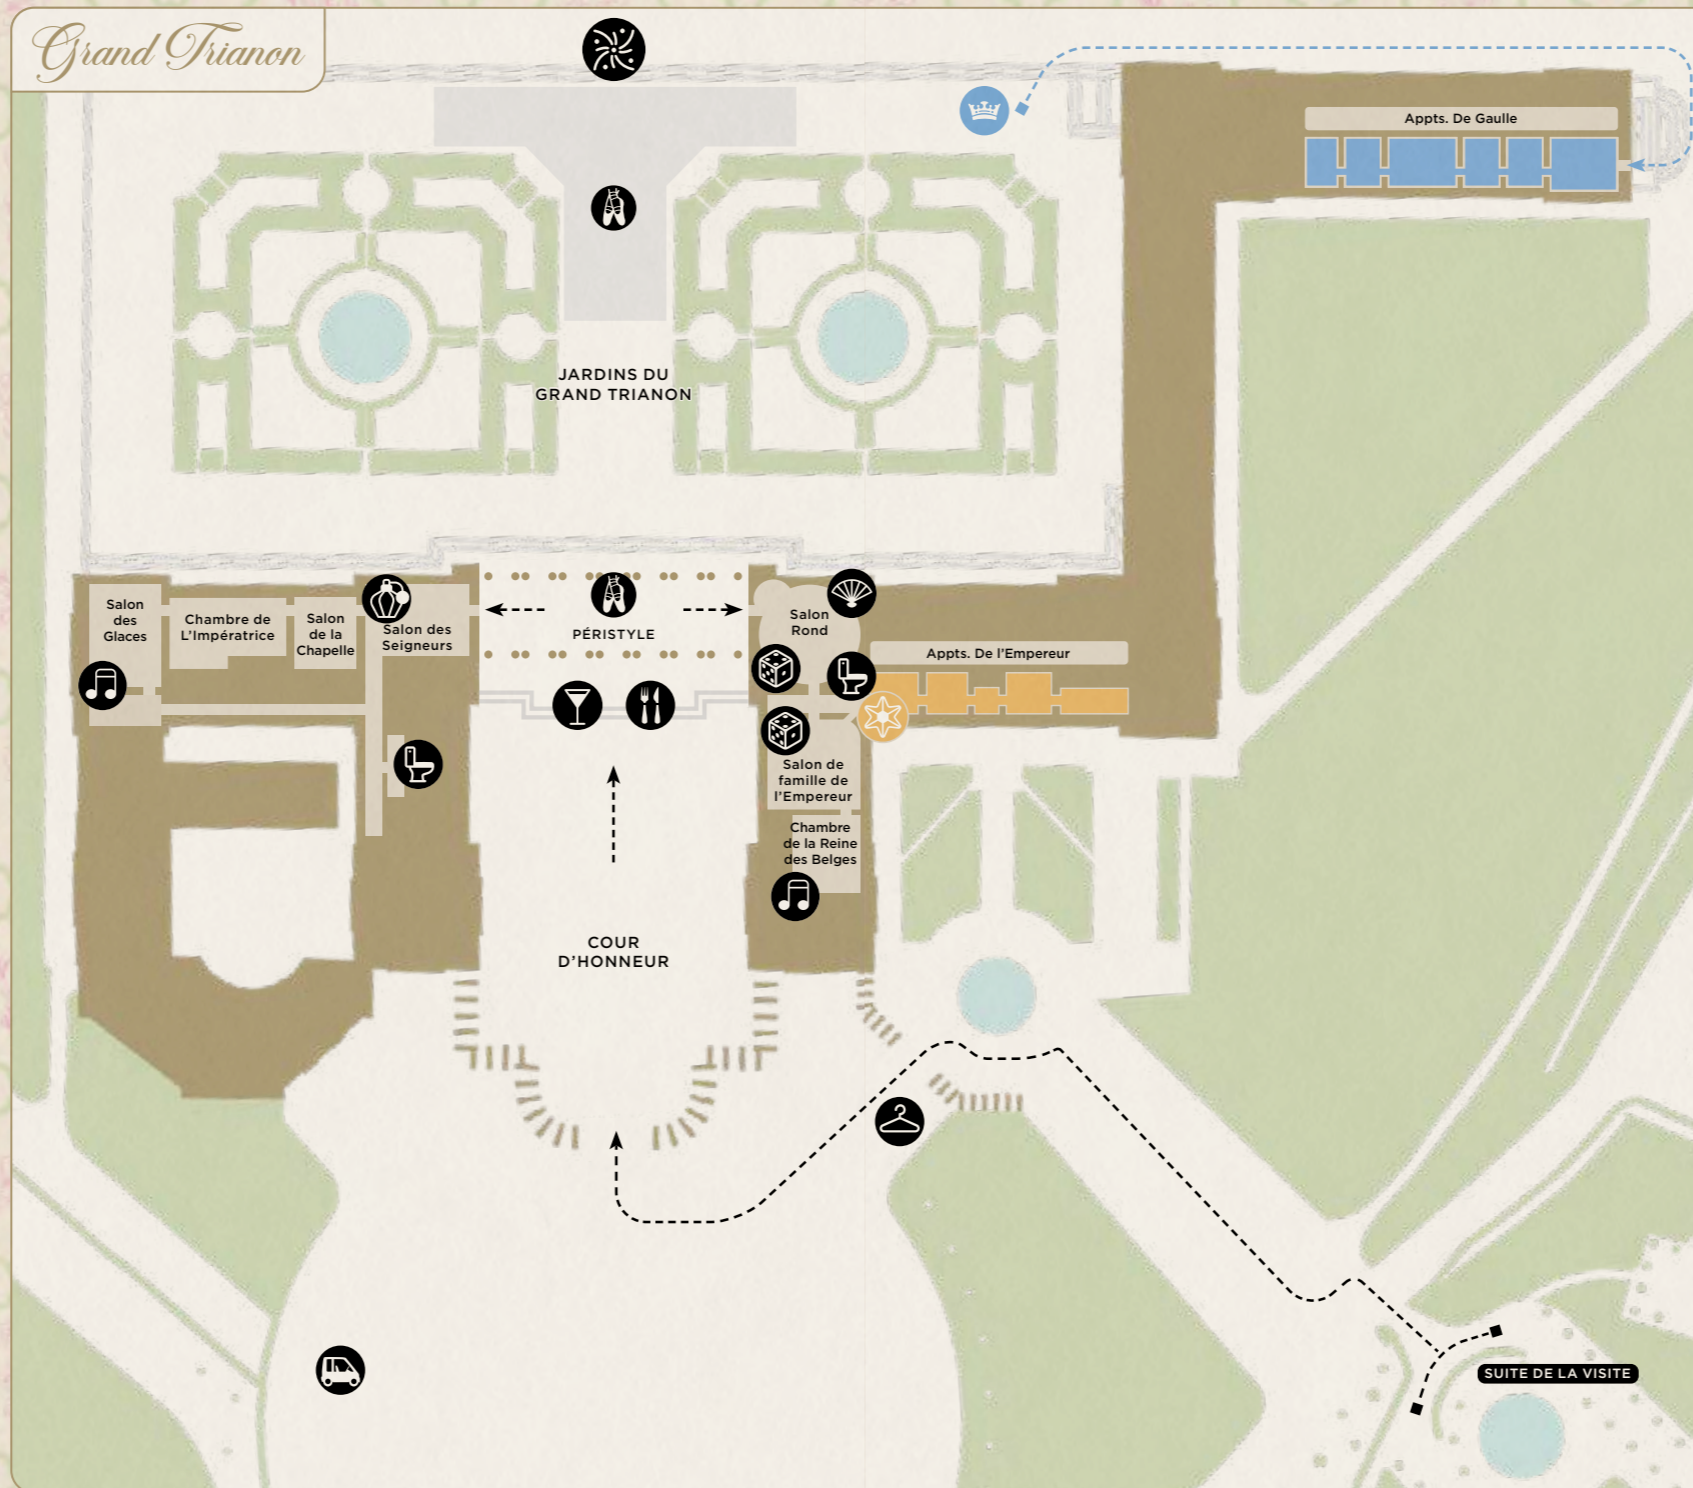 Grand Trianon
Appts. De Gaulle
JARDINS DU
GRAND TRIANON
Salon
des
Glaces
Chambre de
L’Impératrice
Salon
de la
Chapelle
Salon des
Seigneurs
PÉRISTYLE
Salon
Rond
Appts. De l’Empereur
Salon de
famille de
l’Empereur
Chambre
de la Reine
des Belges
COUR
D’HONNEUR
SUITE DE LA VISITE